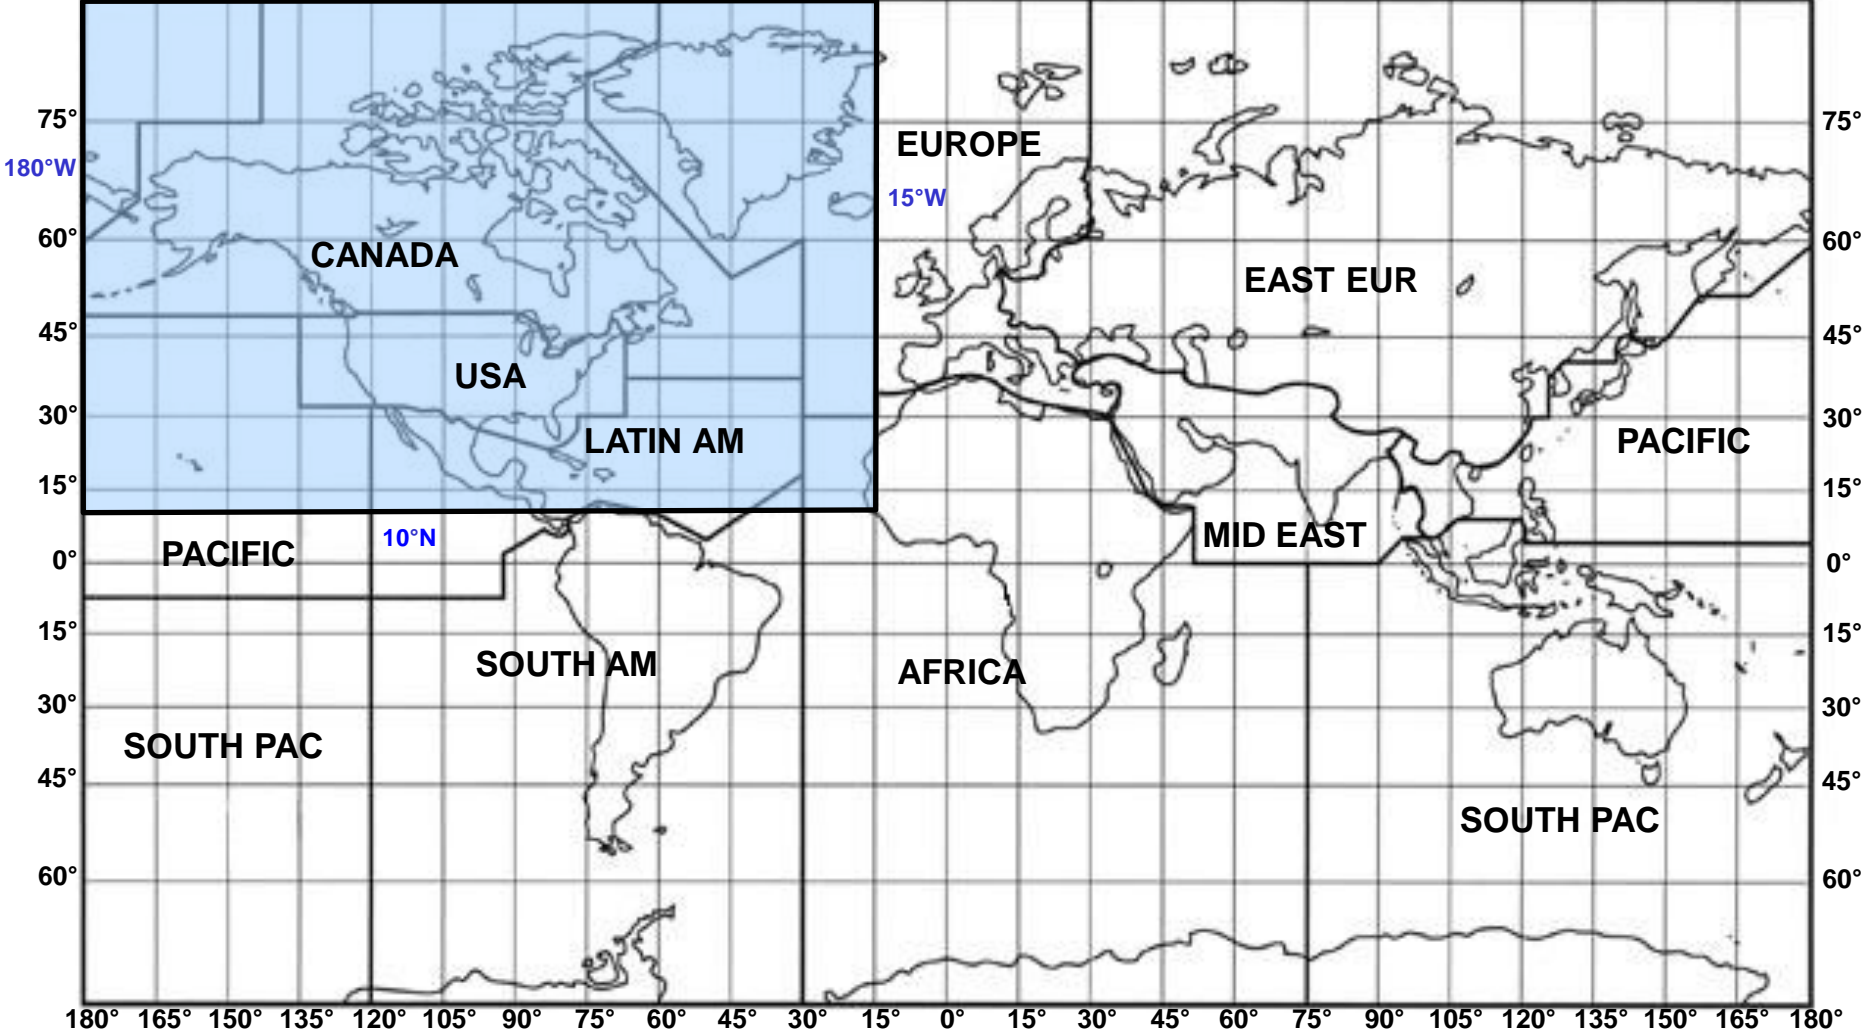 75° 75°
EUROPE
180°W
15°W
60° 60°
CANADA
EAST EUR
45° 45°
USA
30° 30°
LATIN AM PACIFIC
15° 15°
10°N MID EAST
PACIFIC
0° 0°
15° 15°
SOUTH AM AFRICA
30° 30°
SOUTH PAC
45° 45°
SOUTH PAC
60° 60°
180° 165° 150° 135° 120° 105° 90° 75° 60° 45° 30° 15° 0° 15° 30° 45° 60° 75° 90° 105° 120° 135° 150° 165° 180°